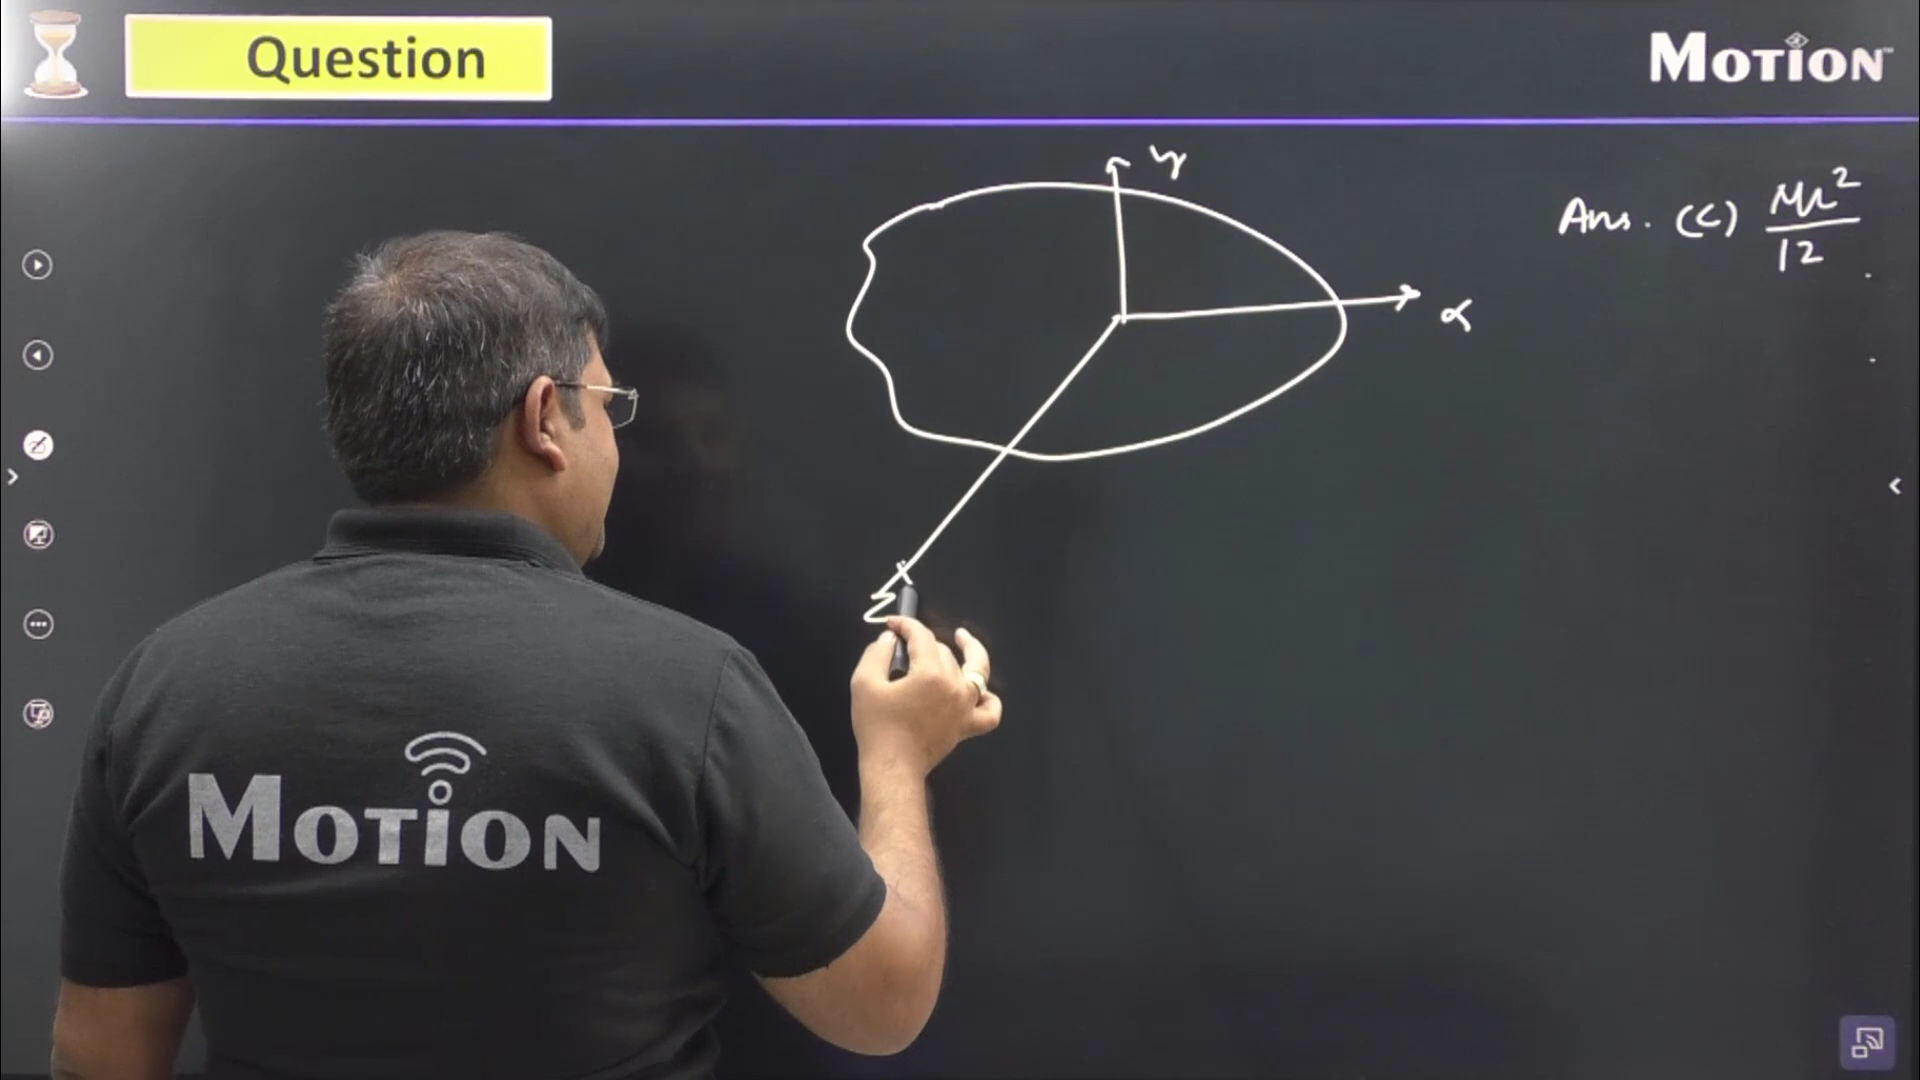 Question
MOTiON
y
Ans. (C) Mr²/12
x
z
MOTiON